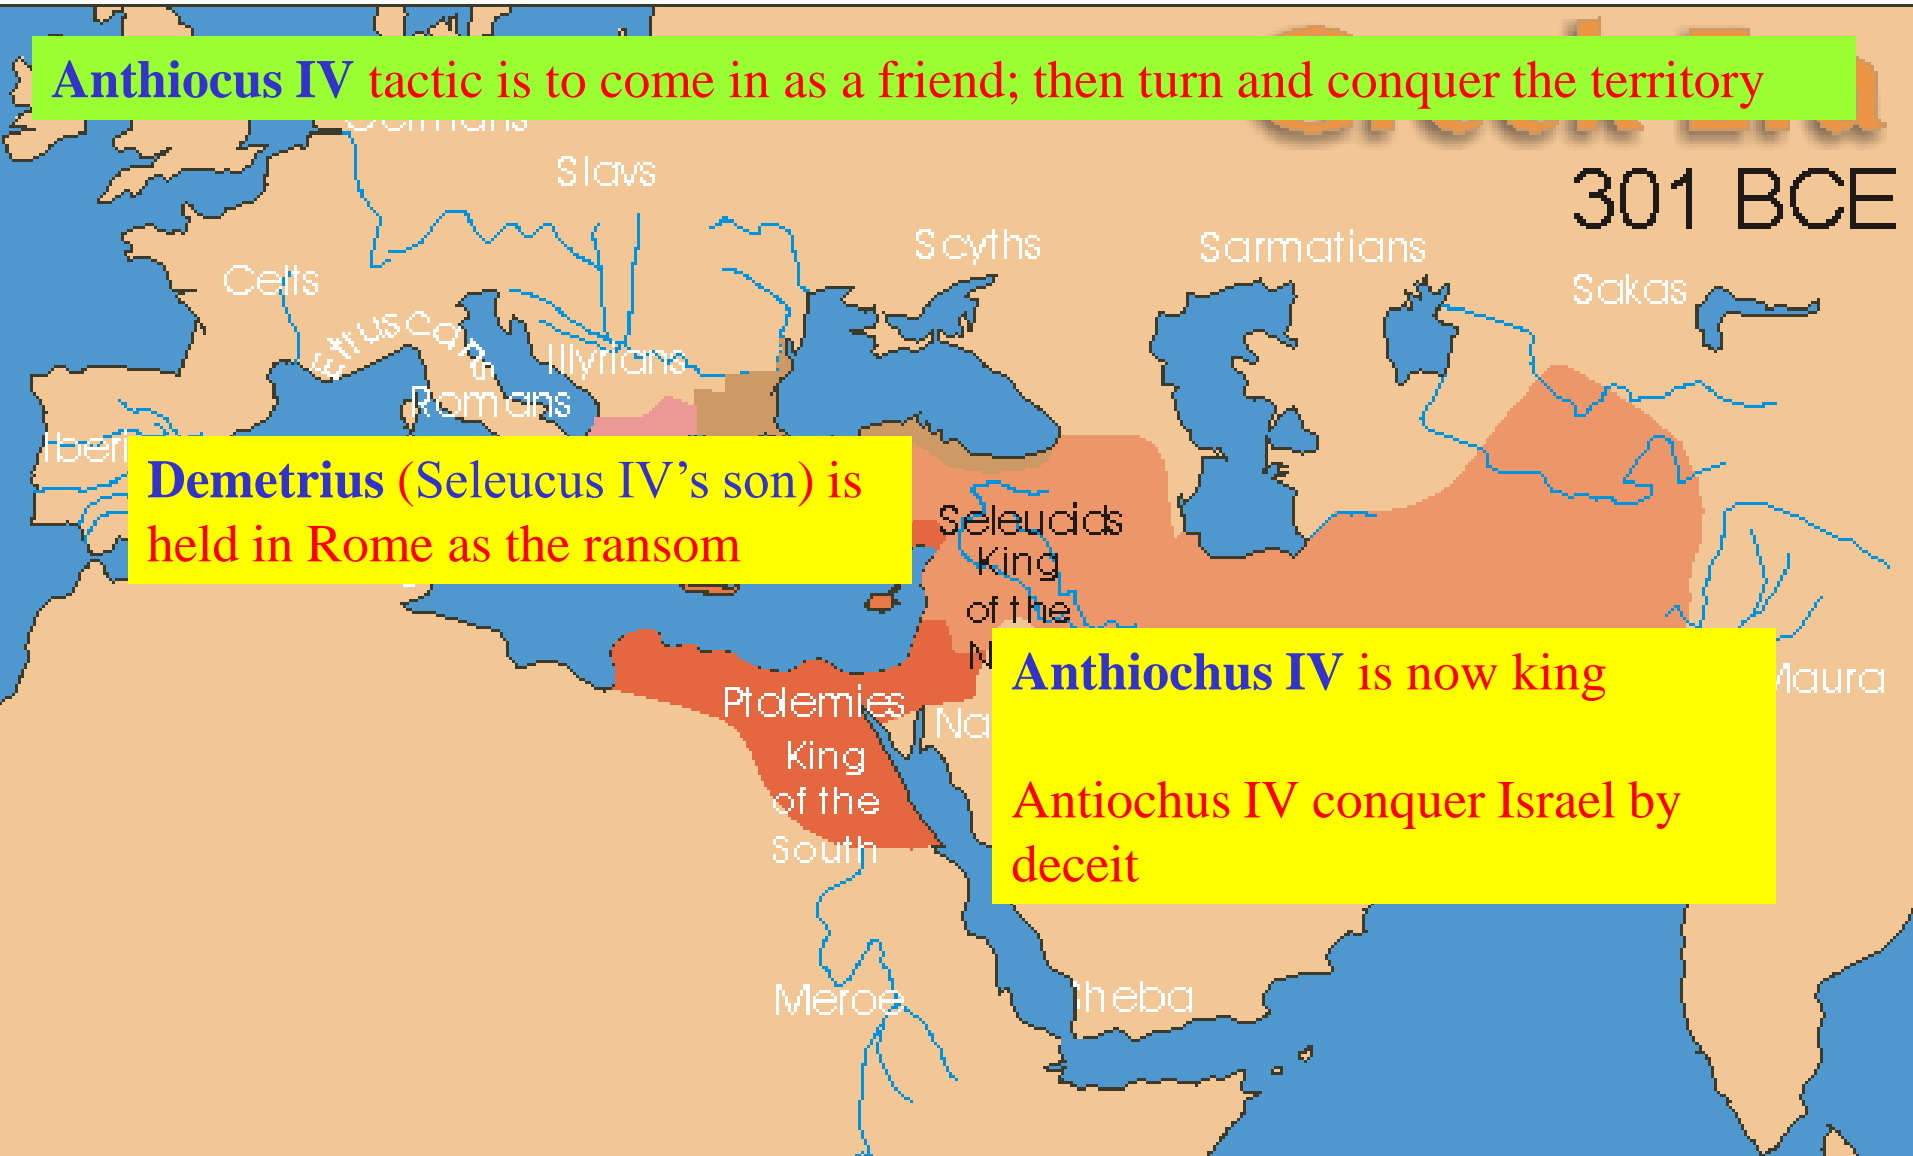 Anthiocus IV tactic is to come in as a friend; then turn and conquer the territory
301 BCE
Slavs
Scyths
Sarmatians
Sakas
Celts
Etruscans
Illyrians
Romans
Demetrius (Seleucus IV’s son) is
held in Rome as the ransom
Seleucids
King
of the
Anthiochus IV is now king
Antiochus IV conquer Israel by
deceit
Ptolemies
King
of the
South
Meroe